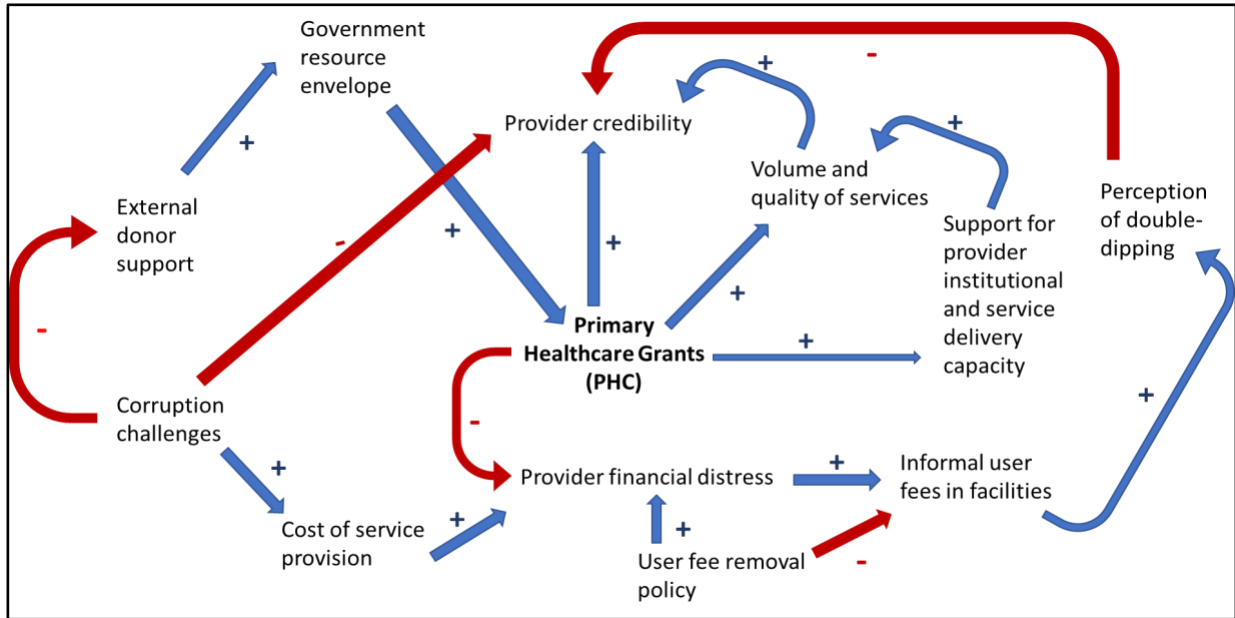 Government
resource
envelope
-
+
+
+
Provider credibility
+
Volume and
quality of services
Perception
of double-
dipping
External
donor
support
-
+
+
Support for
provider
institutional
and service
delivery
capacity
+
-
Primary
Healthcare Grants
(PHC)
+
+
Corruption
challenges
-
+
Provider financial distress
+
Informal user
fees in facilities
Cost of service
provision
+
+
User fee removal
policy
-